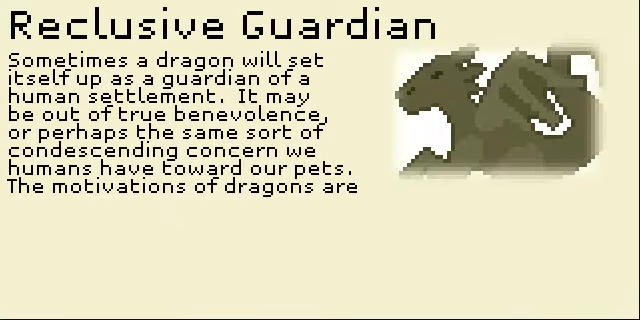 Reclusive Guardian
Sometimes a dragon will set
itself up as a guardian of a
human settlement. It may
be out of true benevolence,
or perhaps the same sort of
condescending concern we
humans have toward our pets.
The motivations of dragons are